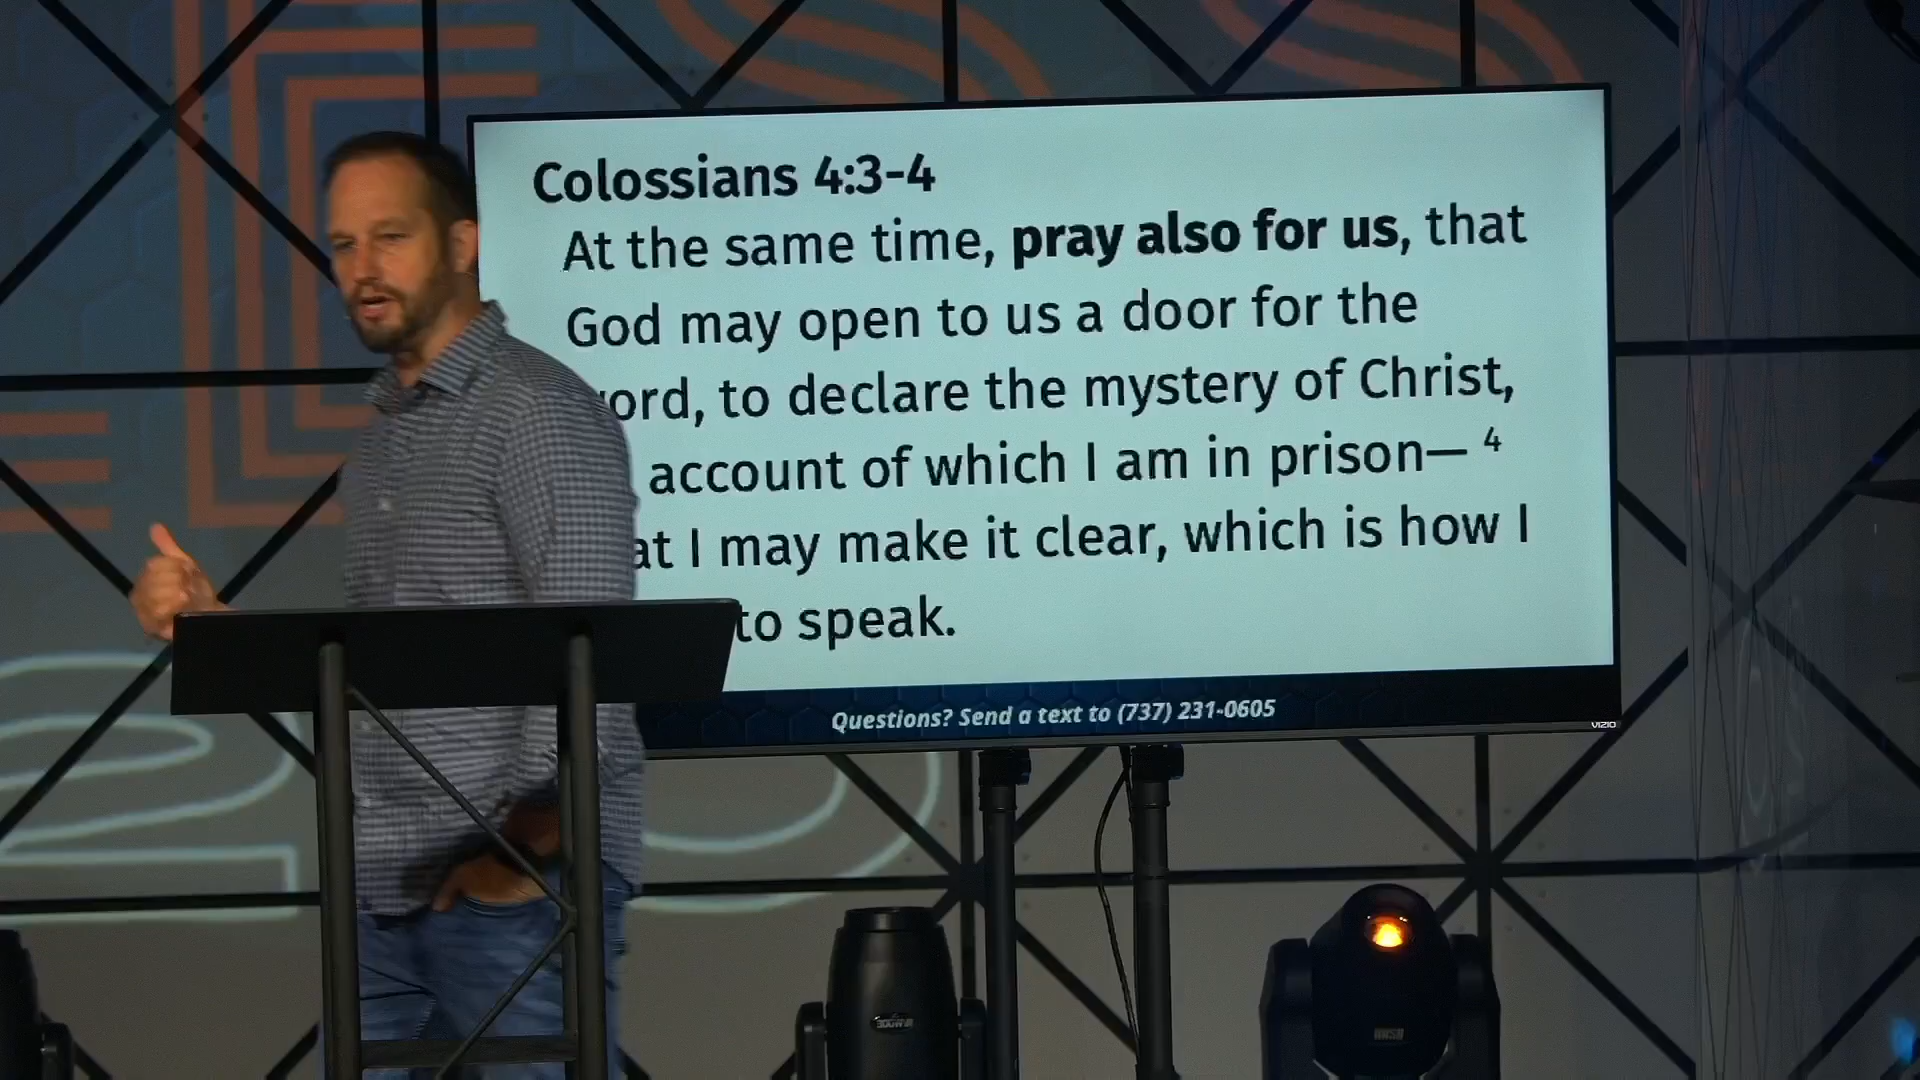 Colossians 4:3-4
At the same time, pray also for us, that
God may open to us a door for the
ord, to declare the mystery of Christ,
account of which I am in prison— 4
at I may make it clear, which is how I
to speak.
Questions? Send a text to (737) 231-0605
VIZIO